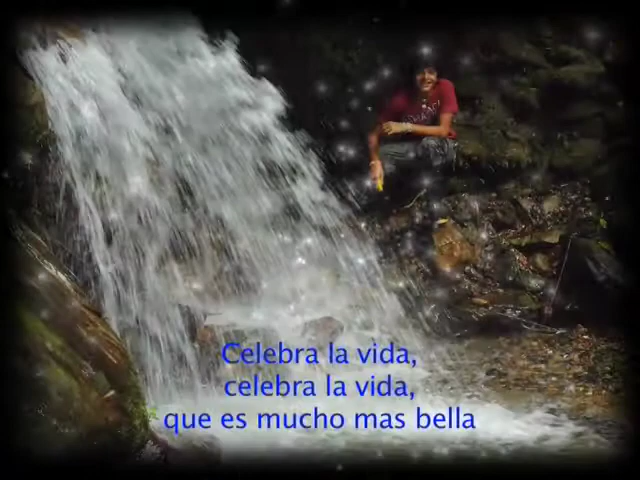 Celebra la vida,
celebra la vida,
que es mucho mas bella